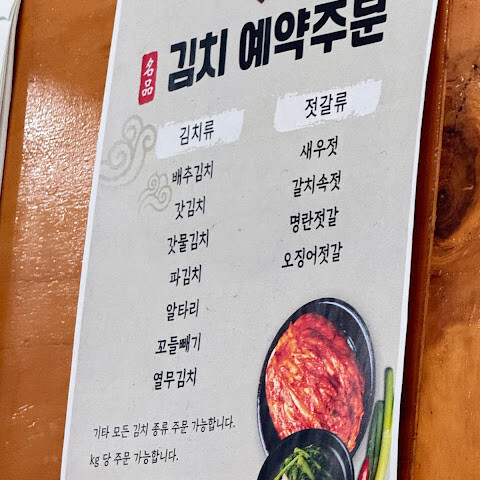 名品
김치 예약주문
김치류
배추김치
갓김치
갓물김치
파김치
알타리
꼬들빼기
열무김치
젓갈류
새우젓
갈치속젓
명란젓갈
오징어젓갈
기타 모든 김치 종류 주문 가능합니다.
kg 당 주문 가능합니다.